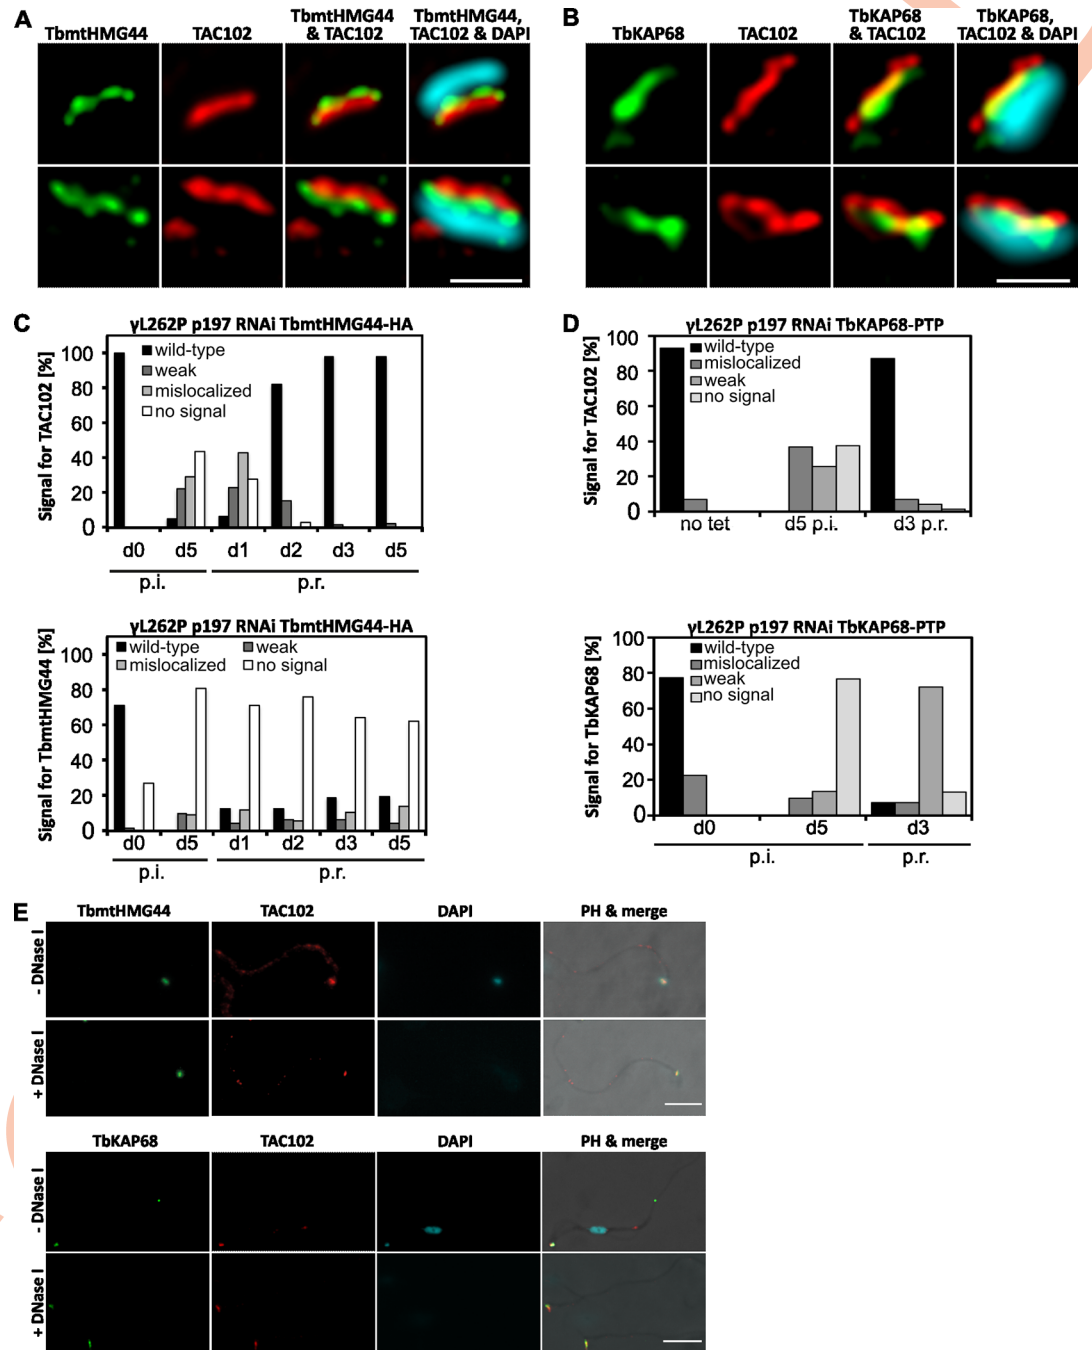 A
TbmtHMG44
TAC102
TbmtHMG44
& TAC102
TbmtHMG44,
TAC102 & DAPI
B
TbKAP68
TAC102
TbKAP68
& TAC102
TbKAP68,
TAC102 & DAPI
C
γL262P p197 RNAi TbmtHMG44-HA
Signal for TAC102 [%]
100
80
60
40
20
0
wild-type
weak
mislocalized
no signal
d0 d5 d1 d2 d3 d5
p.i. p.r.
D
γL262P p197 RNAi TbKAP68-PTP
Signal for TAC102 [%]
100
80
60
40
20
0
wild-type
mislocalized
weak
no signal
no tet d5 p.i. d3 p.r.
γL262P p197 RNAi TbmtHMG44-HA
Signal for TbmtHMG44 [%]
100
80
60
40
20
0
wild-type weak
mislocalized no signal
d0 d5 d1 d2 d3 d5
p.i. p.r.
γL262P p197 RNAi TbKAP68-PTP
Signal for TbKAP68 [%]
100
80
60
40
20
0
wild-type
mislocalized
weak
no signal
d0 d5 d3
p.i. p.r.
E
TbmtHMG44 TAC102 DAPI PH & merge
- DNase I
+ DNase I
TbKAP68 TAC102 DAPI PH & merge
- DNase I
+ DNase I